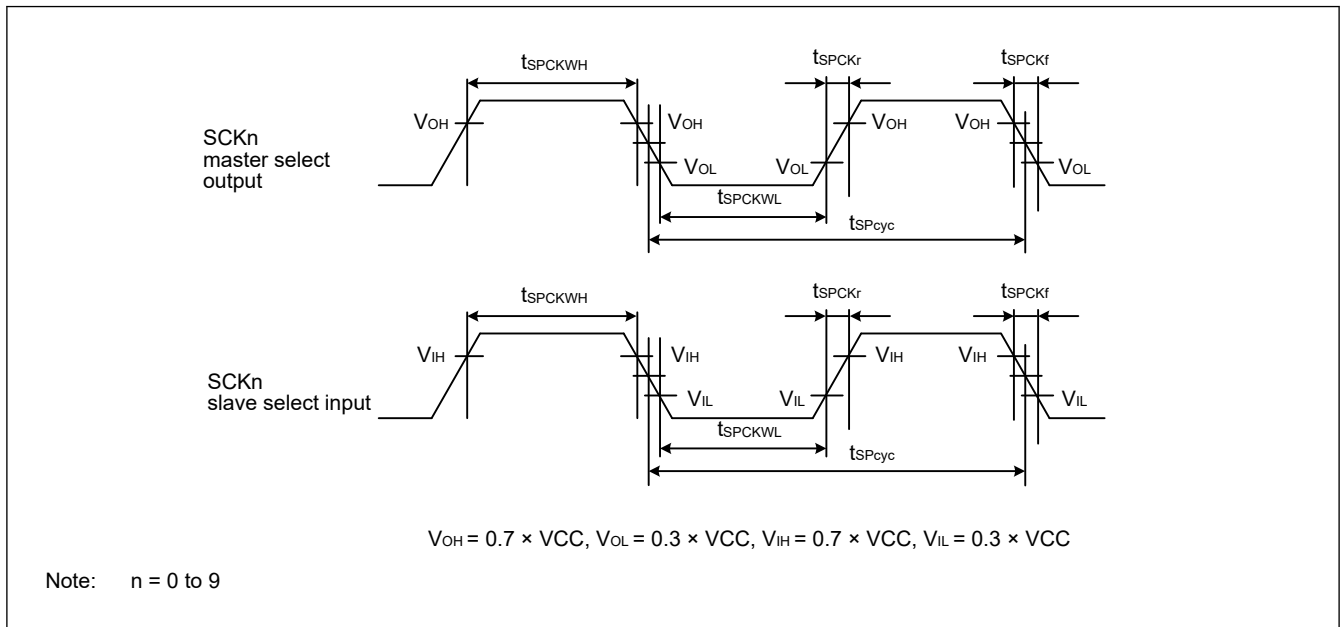 tSPCKWH
tSPCKr
tSPCKf
SCKn
master select
output
VOH
VOH
VOL
VOL
VOH
VOH
VOL
tSPCKWL
tSPcyc
tSPCKWH
tSPCKr
tSPCKf
SCKn
slave select input
VIH
VIH
VIL
VIL
VIH
VIH
VIL
tSPCKWL
tSPcyc
VOH = 0.7 × VCC, VOL = 0.3 × VCC, VIH = 0.7 × VCC, VIL = 0.3 × VCC
Note: n = 0 to 9